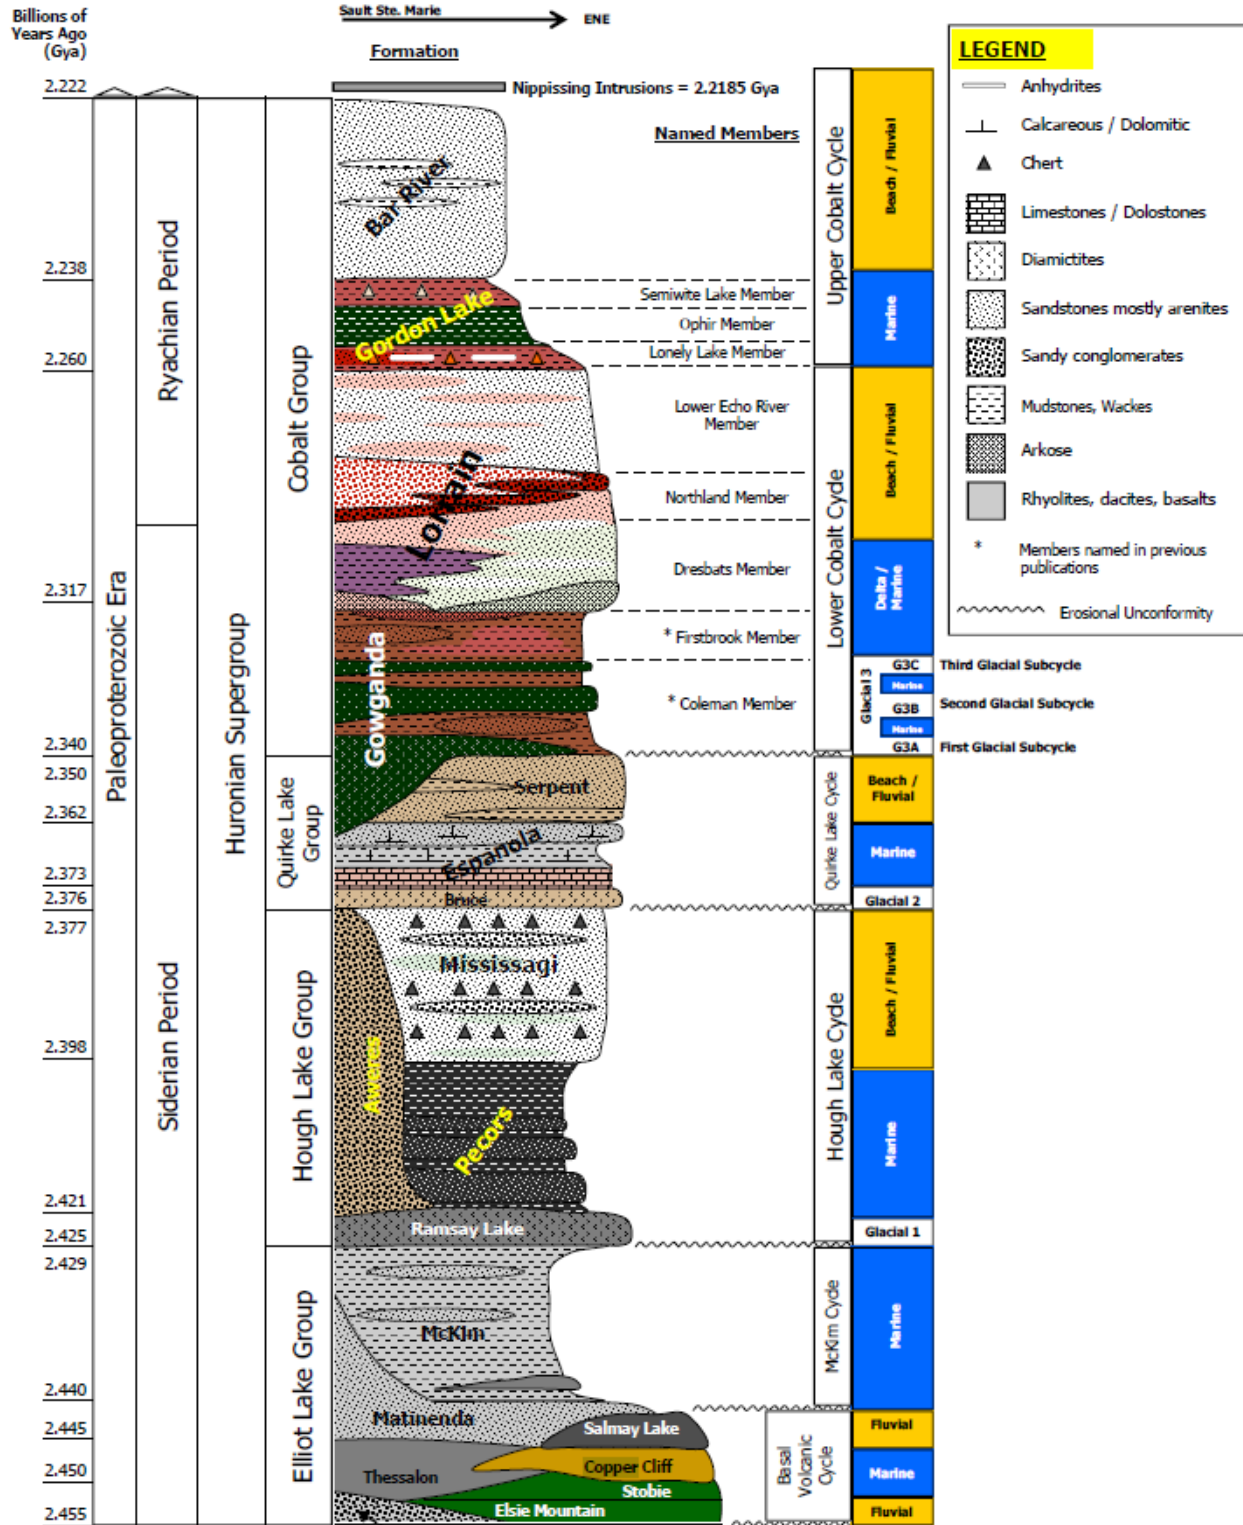 Billions of
Years Ago
(Gya)
Sault Ste. Marie
ENE
Formation
2.222
Nippissing Intrusions = 2.2185 Gya
Named Members
Bar River
2.238
Semiwite Lake Member
Gordon Lake
Ophir Member
Lonely Lake Member
2.260
Lower Echo River
Member
Northland Member
Lorrain
Dresbats Member
2.317
* Firstbrook Member
Gowganda
* Coleman Member
2.340
2.350
Serpent
2.362
Espanola
2.373
2.376
Bruce
2.377
Mississagi
2.398
Aweres
Pecors
2.421
Ramsay Lake
2.425
2.429
McKim
2.440
Matinenda
2.445
Salmay Lake
Copper Cliff
Thessalon
2.450
Stobie
Elsie Mountain
2.455
Paleoproterozoic Era
Ryachian Period
Siderian Period
Huronian Supergroup
Cobalt Group
Quirke Lake
Group
Hough Lake Group
Elliot Lake Group
Upper Cobalt Cycle
Lower Cobalt Cycle
Quirke Lake Cycle
Hough Lake Cyde
McKim Cycle
Basal
Volcanic
Cycle
Beach / Fluvial
Marine
Beach / Fluvial
Delta /
Marine
Glacial 3
G3C
Third Glacial Subcycle
Marine
G3B
Second Glacial Subcycle
Marine
G3A
First Glacial Subcycle
Beach /
Fluvial
Marine
Glacial 2
Beach / Fluvial
Marine
Glacial 1
Marine
Fluvial
Marine
Fluvial
LEGEND
Anhydrites
Calcareous / Dolomitic
Chert
Limestones / Dolostones
Diamictites
Sandstones mostly arenites
Sandy conglomerates
Mudstones, Wackes
Arkose
Rhyolites, dacites, basalts
* Members named in previous
publications
Erosional Unconformity